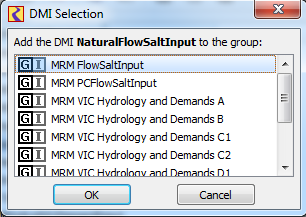 DMI Selection
Add the DMI NaturalFlowSaltInput to the group:
G I MRM FlowSaltInput
G I MRM PCFlowSaltInput
G I MRM VIC Hydrology and Demands A
G I MRM VIC Hydrology and Demands B
G I MRM VIC Hydrology and Demands C1
G I MRM VIC Hydrology and Demands C2
G I MRM VIC Hydrology and Demands D1
OK Cancel